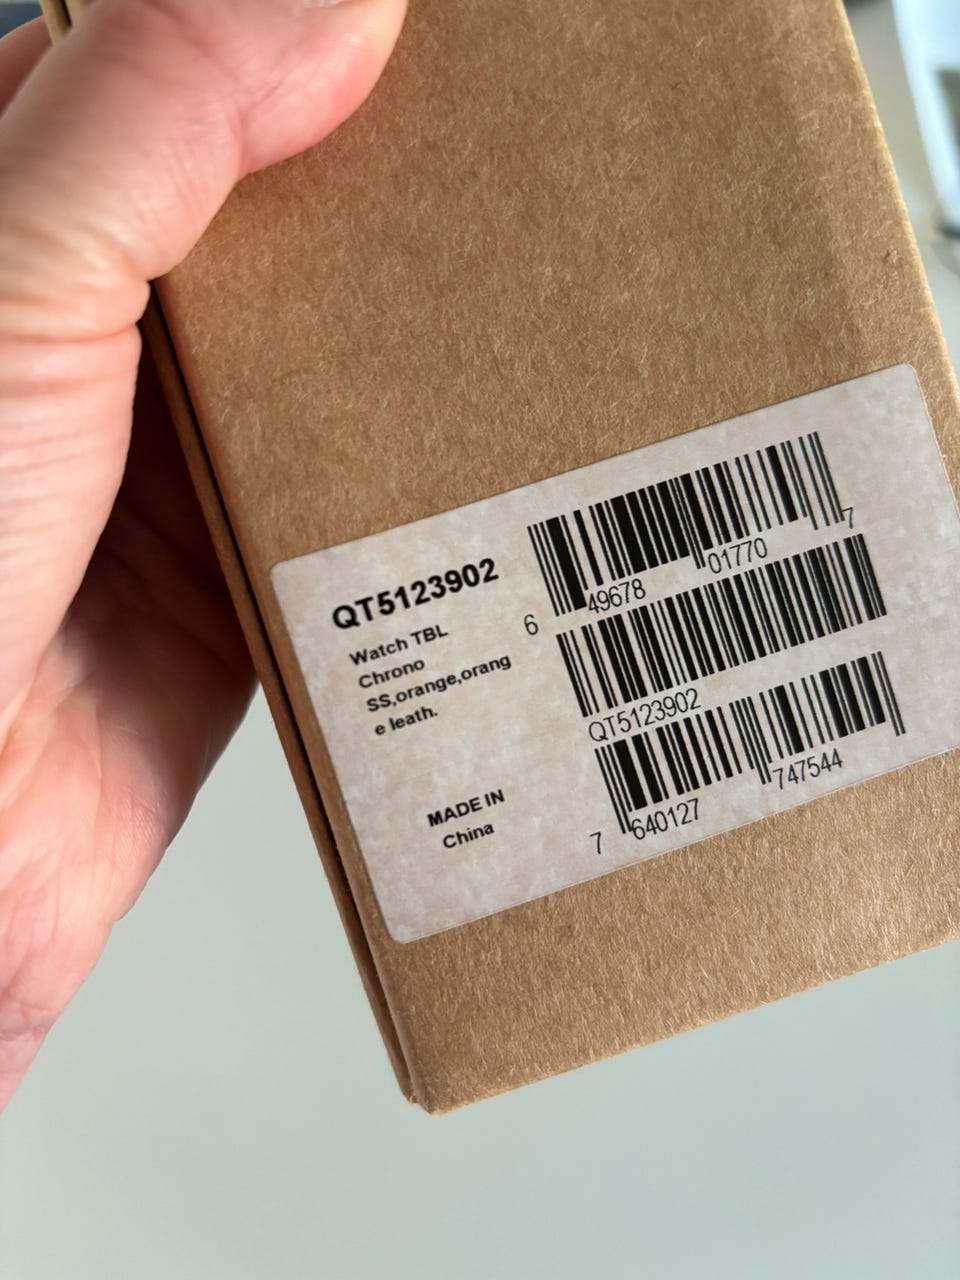 QT5123902
Watch TBL
Chrono
SS,orange,orang
e leath.
MADE IN
China
6 49678 01770 7
QT5123902
7 640127 747544